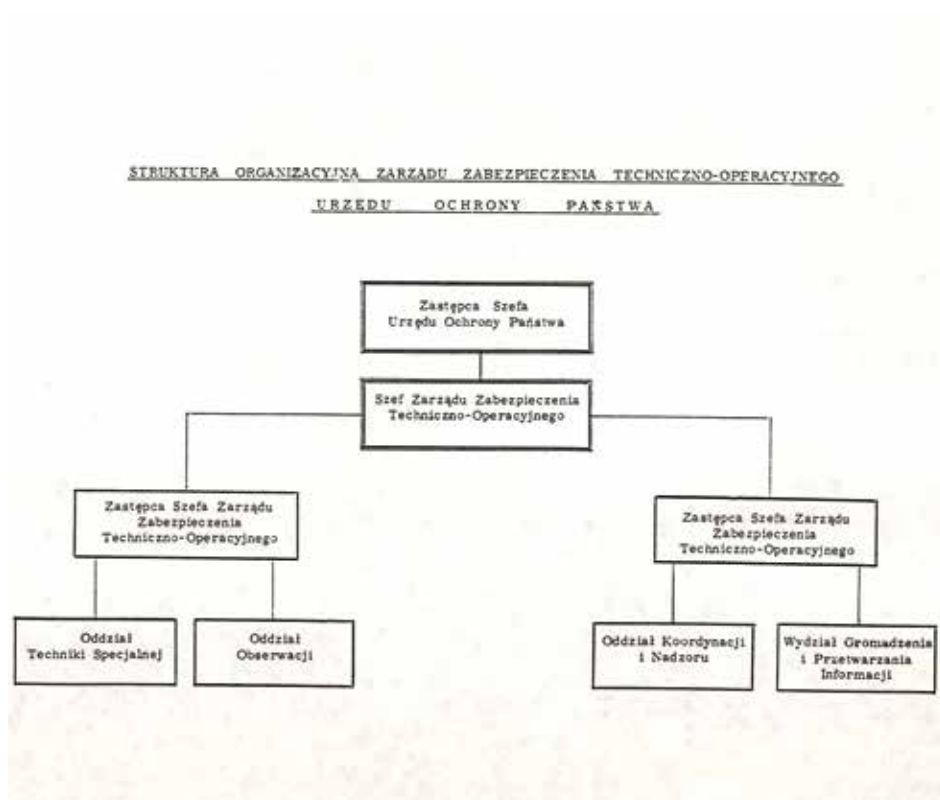 STRUKTURA ORGANIZACYJNA ZARZĄDU ZABEZPIECZENIA TECHNICZNO-OPERACYJNEGO
URZĘDU OCHRONY PAŃSTWA
Zastępca Szefa
Urzędu Ochrony Państwa
Szef Zarządu Zabezpieczenia
Techniczno-Operacyjnego
Zastępca Szefa Zarządu
Zabezpieczenia
Techniczno-Operacyjnego
Zastępca Szefa Zarządu
Zabezpieczenia
Techniczno-Operacyjnego
Oddział
Techniki Specjalnej
Oddział
Obserwacji
Oddział Koordynacji
i Nadzoru
Wydział Gromadzenia
i Przetwarzania
Informacji